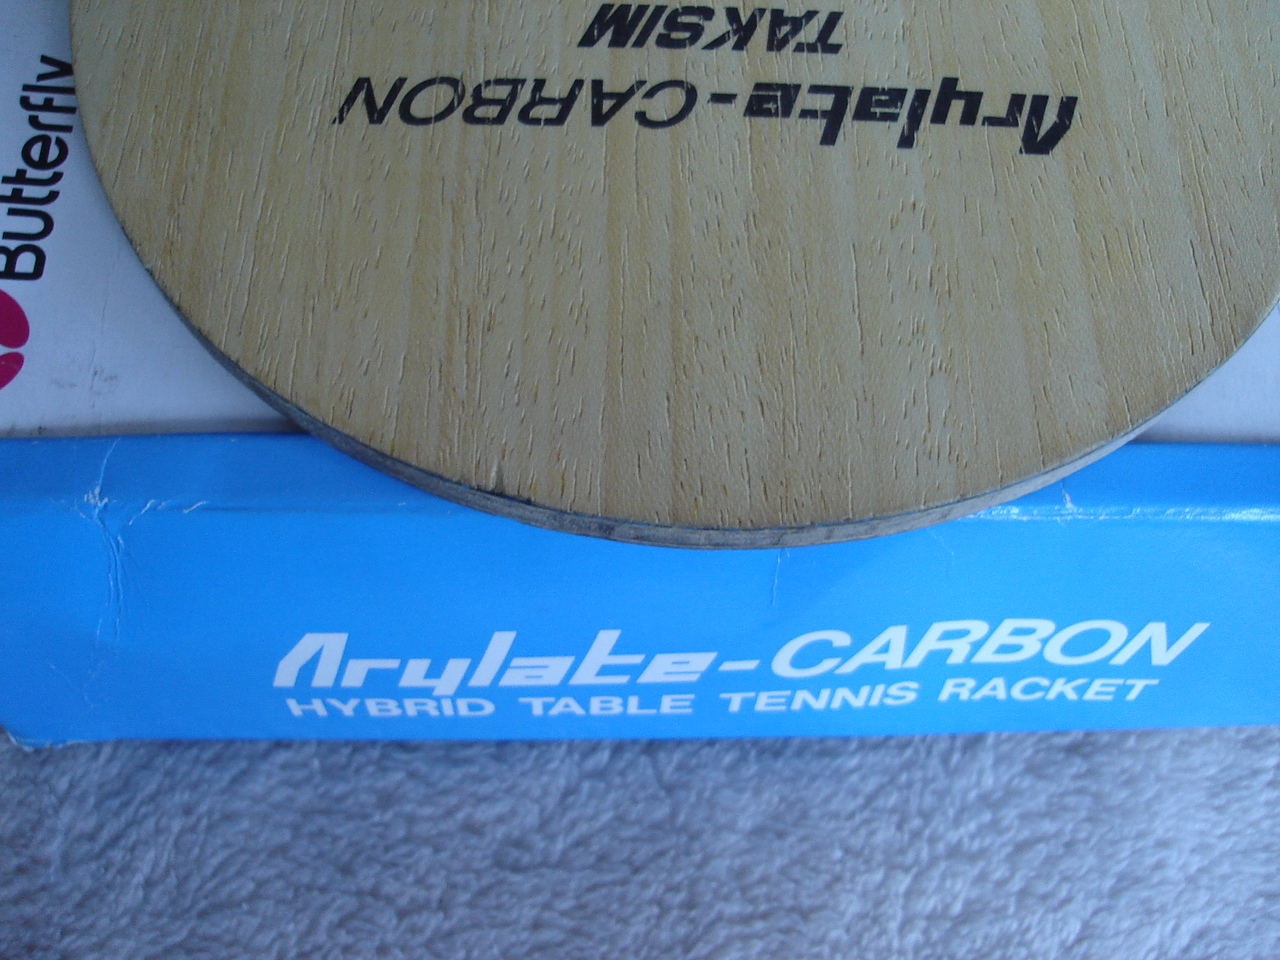 Butterfly
Arylate-CARBON
TAKSIM
Arylate-CARBON
HYBRID TABLE TENNIS RACKET